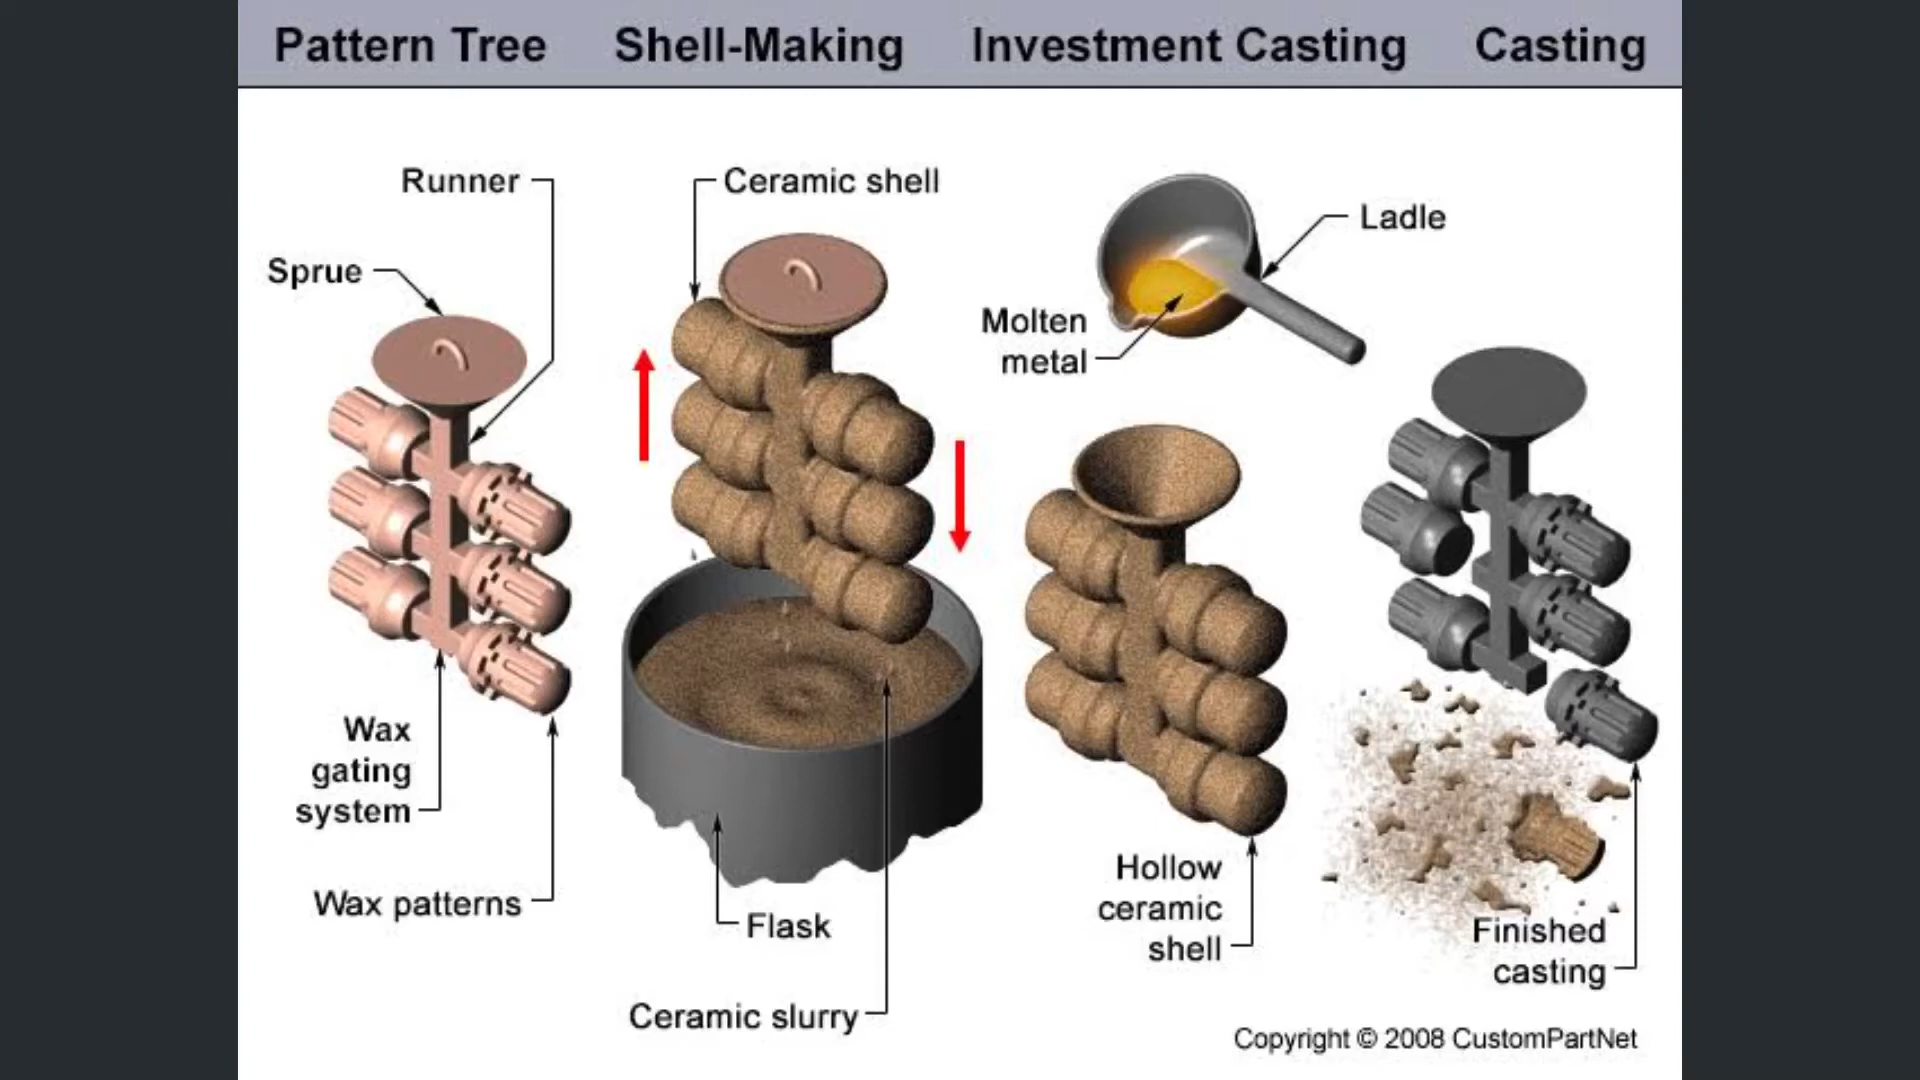 Pattern Tree Shell-Making Investment Casting Casting
Runner
Sprue
Wax
gating
system
Wax patterns
Ceramic shell
Flask
Ceramic slurry
Ladle
Molten
metal
Hollow
ceramic
shell
Finished
casting
Copyright © 2008 CustomPartNet